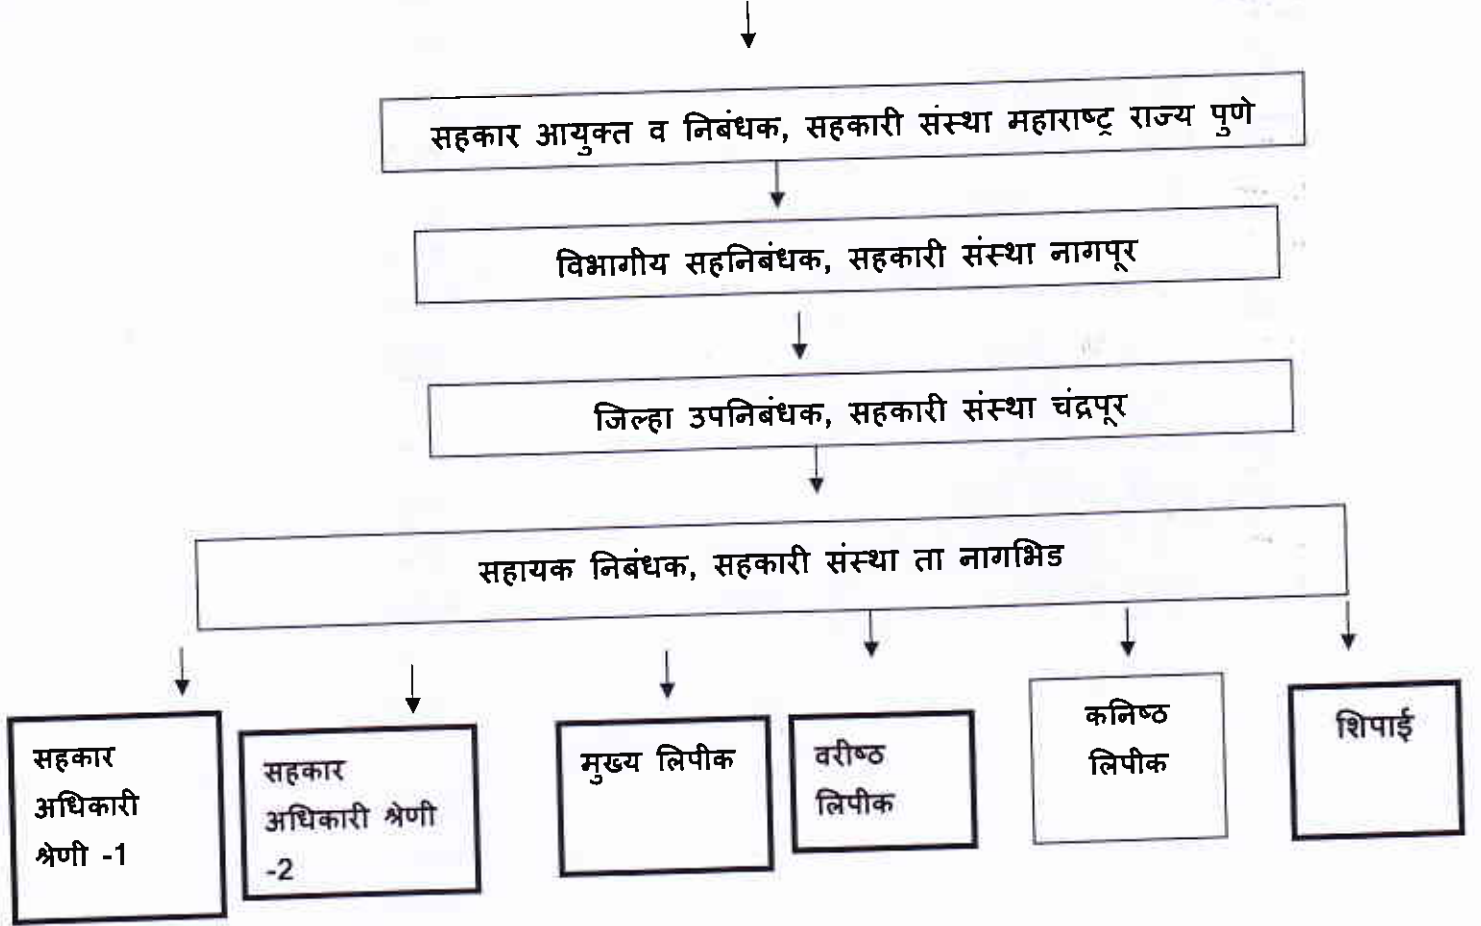 सहकार आयुक्त व निबंधक, सहकारी संस्था महाराष्ट्र राज्य पुणे
विभागीय सहनिबंधक, सहकारी संस्था नागपूर
जिल्हा उपनिबंधक, सहकारी संस्था चंद्रपूर
सहायक निबंधक, सहकारी संस्था ता नागभिड
सहकार
अधिकारी
श्रेणी -1
सहकार
अधिकारी श्रेणी
-2
मुख्य लिपीक
वरीष्ठ
लिपीक
कनिष्ठ
लिपीक
शिपाई